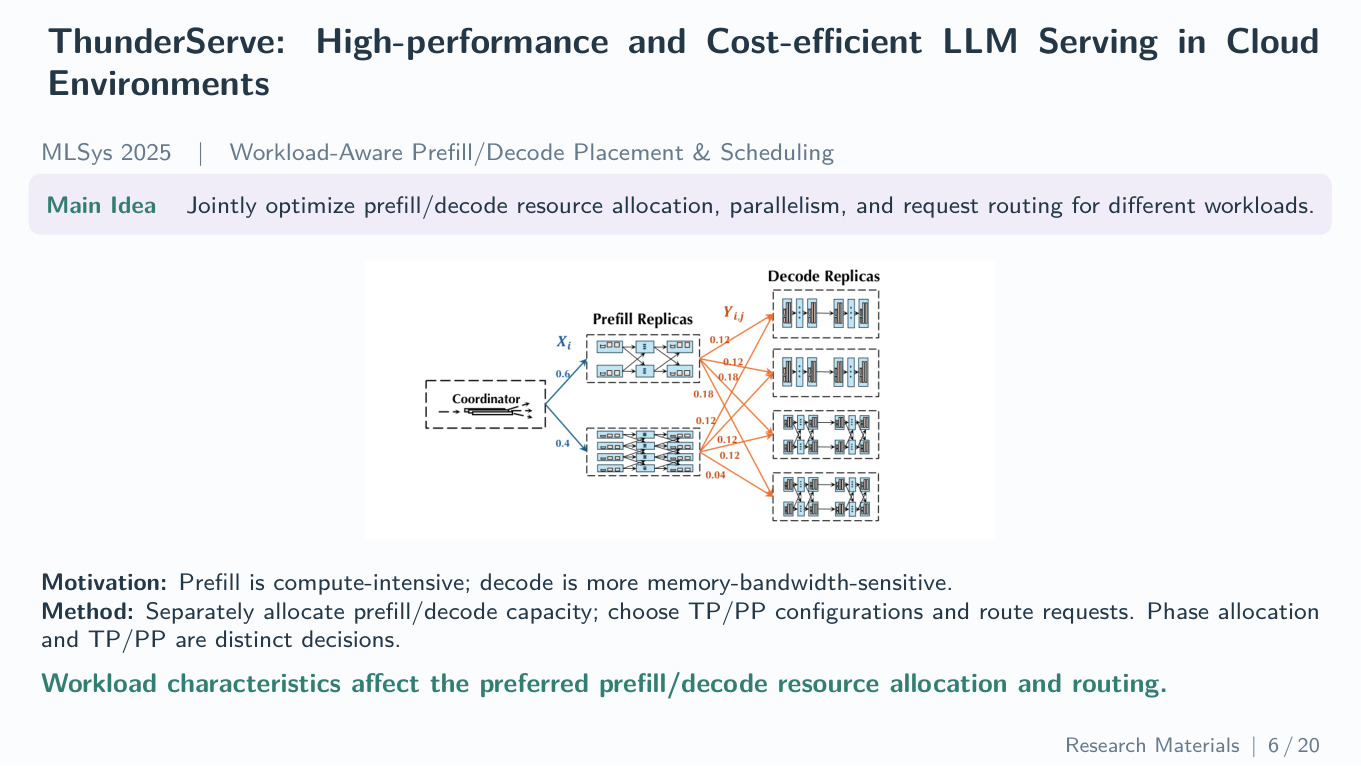 ThunderServe: High-performance and Cost-efficient LLM Serving in Cloud
Environments
MLSys 2025 | Workload-Aware Prefill/Decode Placement & Scheduling
Main Idea Jointly optimize prefill/decode resource allocation, parallelism, and request routing for different workloads.
Decode Replicas
Prefill Replicas
Y i,j
X i
Coordinator
0.6
0.4
0.12
0.12
0.18
0.18
0.12
0.12
0.12
0.04
Motivation: Prefill is compute-intensive; decode is more memory-bandwidth-sensitive.
Method: Separately allocate prefill/decode capacity; choose TP/PP configurations and route requests. Phase allocation
and TP/PP are distinct decisions.
Workload characteristics affect the preferred prefill/decode resource allocation and routing.
Research Materials | 6 / 20